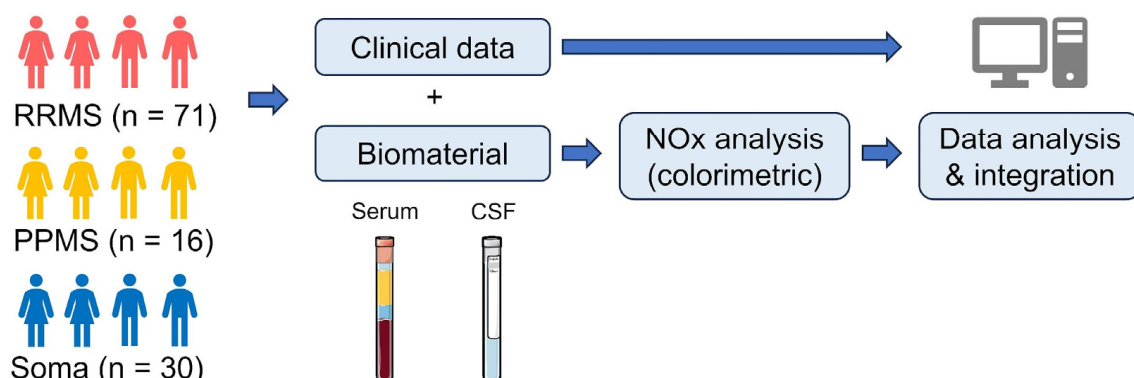 RRMS (n = 71)
PPMS (n = 16)
Soma (n = 30)
Clinical data
+
Biomaterial
Serum
CSF
NOx analysis
(colorimetric)
Data analysis
& integration